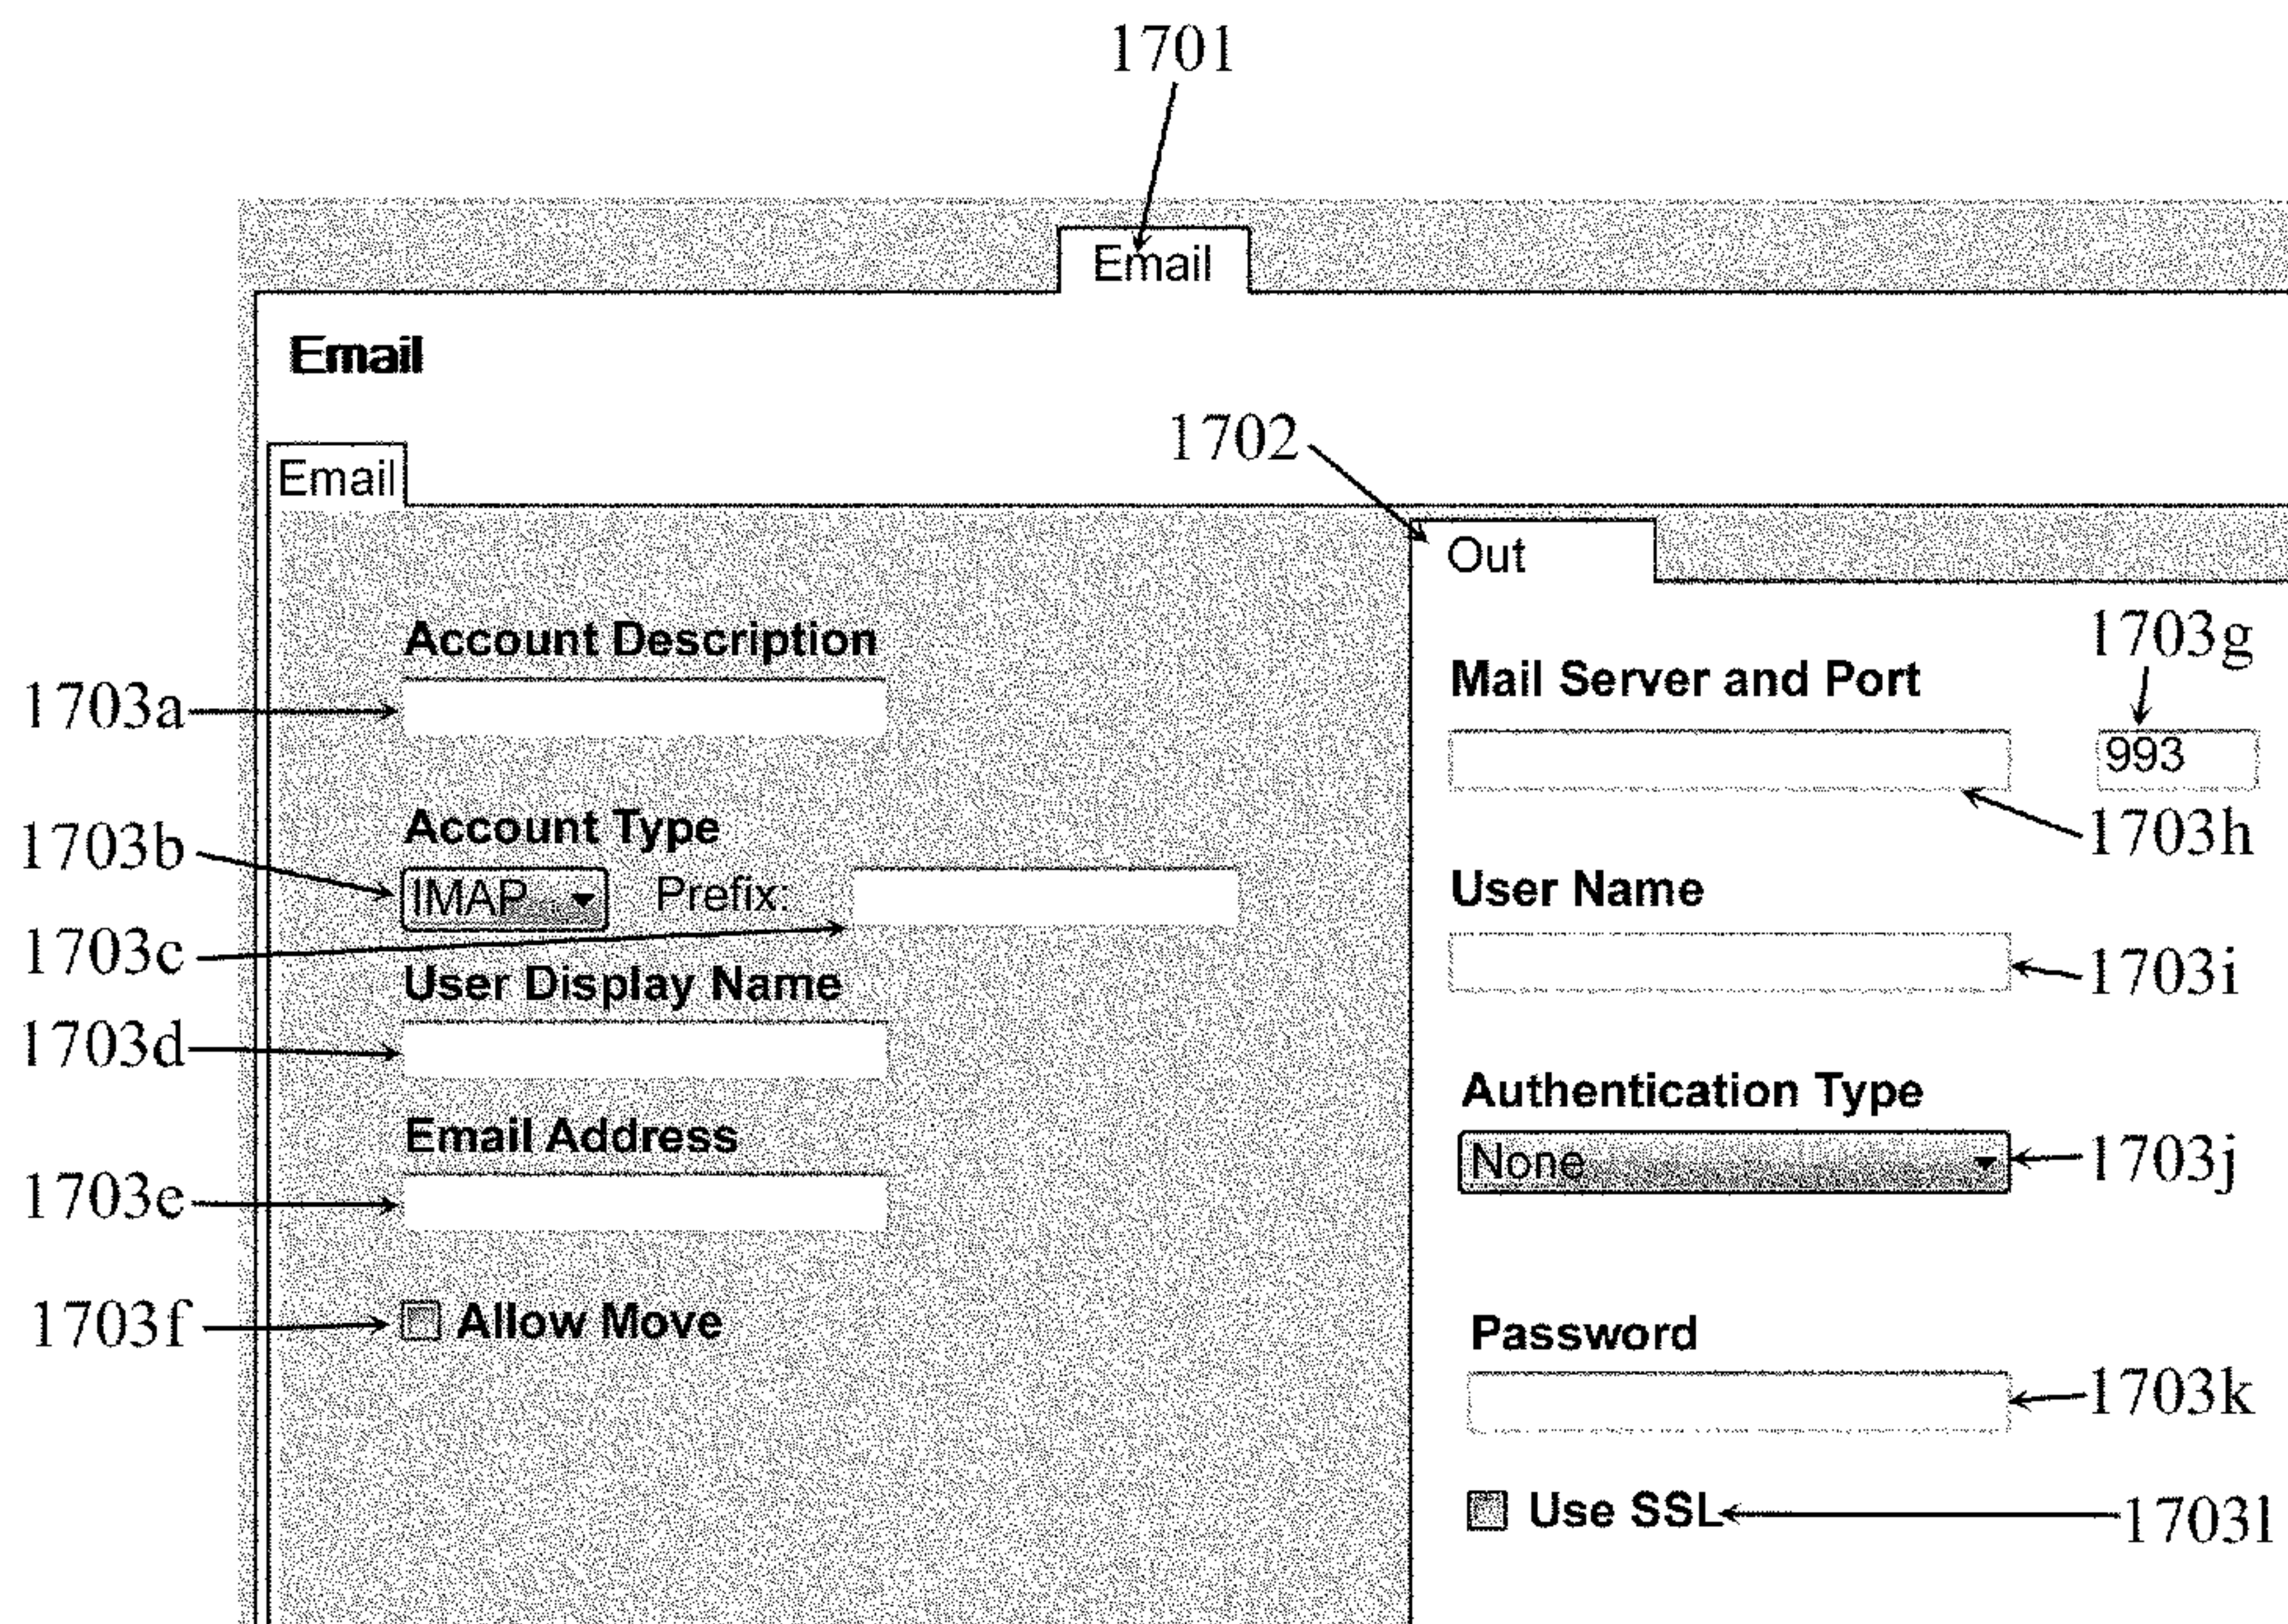 1701
Email
Email
1702
Email
Out
Account Description
1703a
Account Type
1703b
IMAP
Prefix:
1703c
User Display Name
1703d
Email Address
1703e
1703f
Allow Move
Mail Server and Port
1703g
993
1703h
User Name
1703i
Authentication Type
None
1703j
Password
1703k
Use SSL
1703l